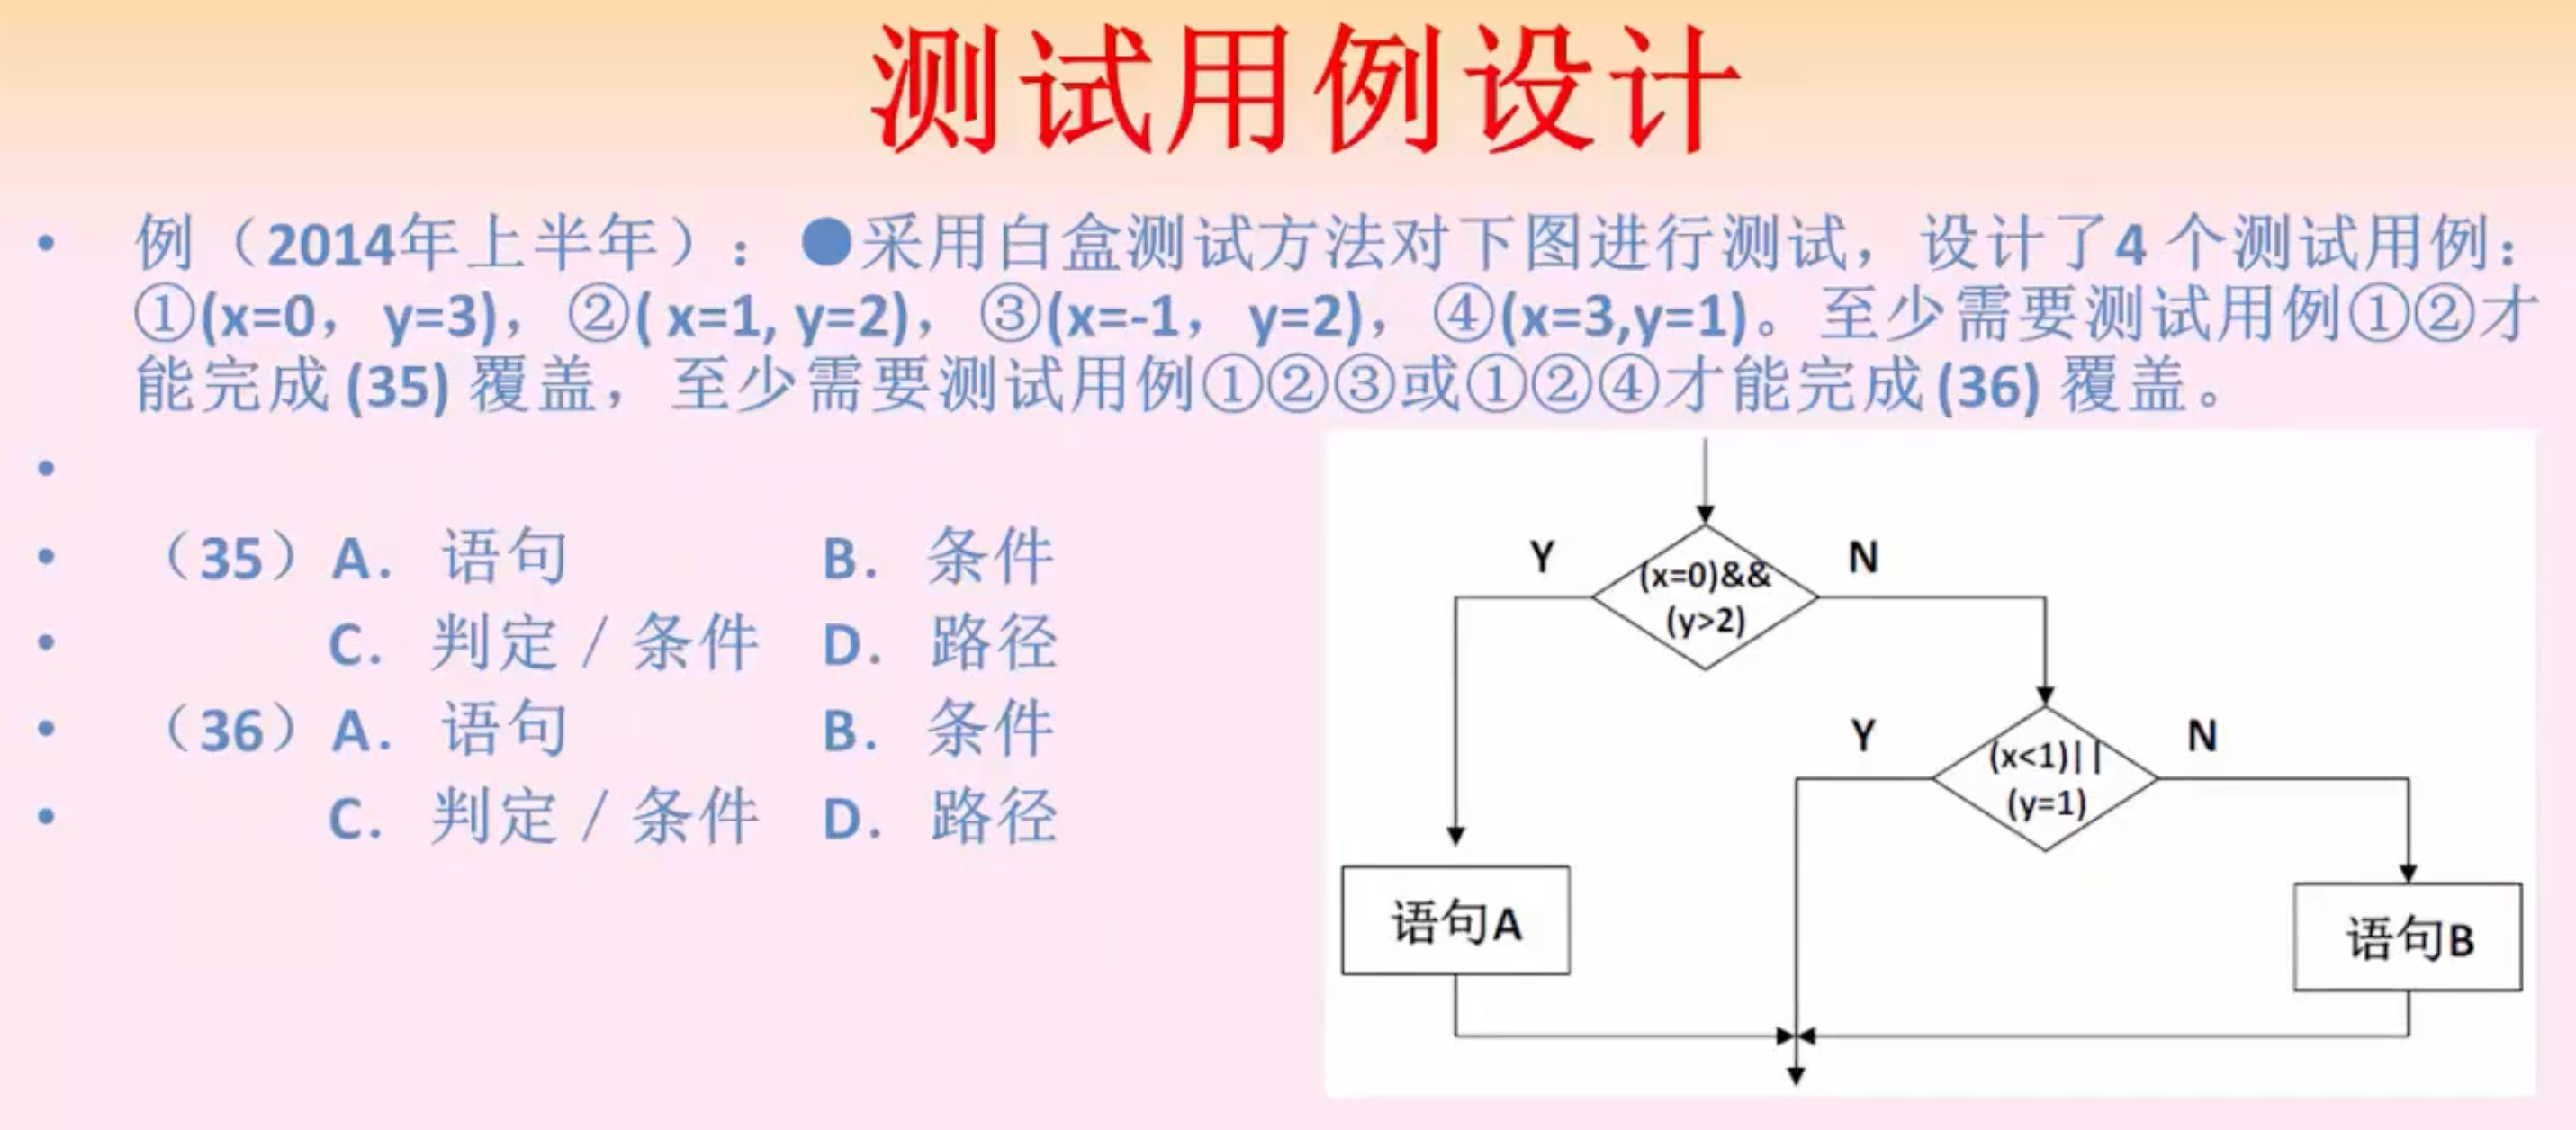 测试用例设计
• 例（2014年上半年）：●采用白盒测试方法对下图进行测试，设计了4 个测试用例：
①(x=0， y=3)， ②( x=1, y=2)， ③(x=-1， y=2)， ④(x=3,y=1)。至少需要测试用例①②才
能完成 (35) 覆盖，至少需要测试用例①②③或①②④才能完成 (36) 覆盖。
•
• （35）A． 语句 B． 条件
• C． 判定 / 条件 D． 路径
• （36）A． 语句 B． 条件
• C． 判定 / 条件 D． 路径
Y
(x=0)&&
(y>2)
N
Y
(x<1)||
(y=1)
N
语句A
语句B